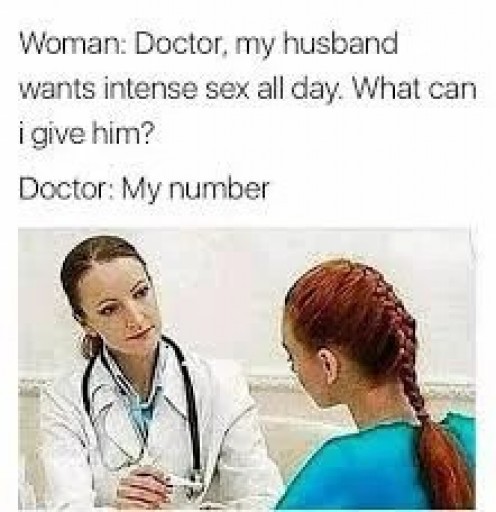 Woman: Doctor, my husband
wants intense sex all day. What can
i give him?
Doctor: My number